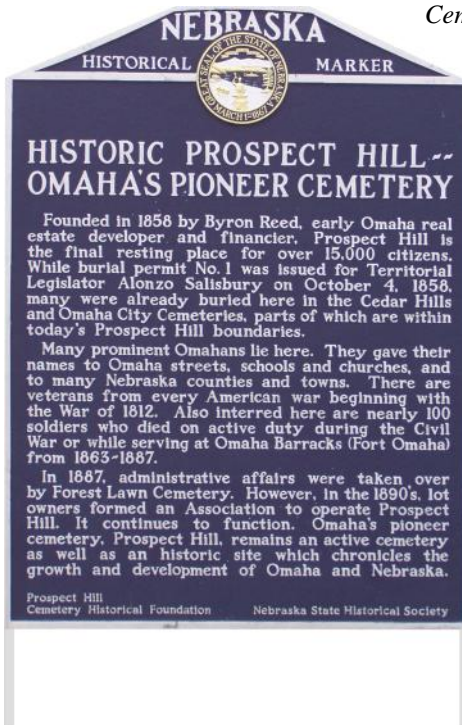 Cem
NEBRASKA
HISTORICAL MARKER
GREAT SEAL OF THE STATE OF NEBRASKA
MARCH 1ST 1867
HISTORIC PROSPECT HILL--
OMAHA'S PIONEER CEMETERY
Founded in 1858 by Byron Reed, early Omaha real
estate developer and financier, Prospect Hill is
the final resting place for over 15,000 citizens.
While burial permit No. 1 was issued for Territorial
Legislator Alonzo Salisbury on October 4, 1858,
many were already buried here in the Cedar Hills
and Omaha City Cemeteries, parts of which are within
today's Prospect Hill boundaries.
Many prominent Omahans lie here. They gave their
names to Omaha streets, schools and churches, and
to many Nebraska counties and towns. There are
veterans from every American war beginning with
the War of 1812. Also interred here are nearly 100
soldiers who died on active duty during the Civil
War or while serving at Omaha Barracks (Fort Omaha)
from 1863-1887.
In 1887, administrative affairs were taken over
by Forest Lawn Cemetery. However, in the 1890's, lot
owners formed an Association to operate Prospect
Hill. It continues to function. Omaha's pioneer
cemetery, Prospect Hill, remains an active cemetery
as well as an historic site which chronicles the
growth and development of Omaha and Nebraska.
Prospect Hill
Cemetery Historical Foundation Nebraska State Historical Society